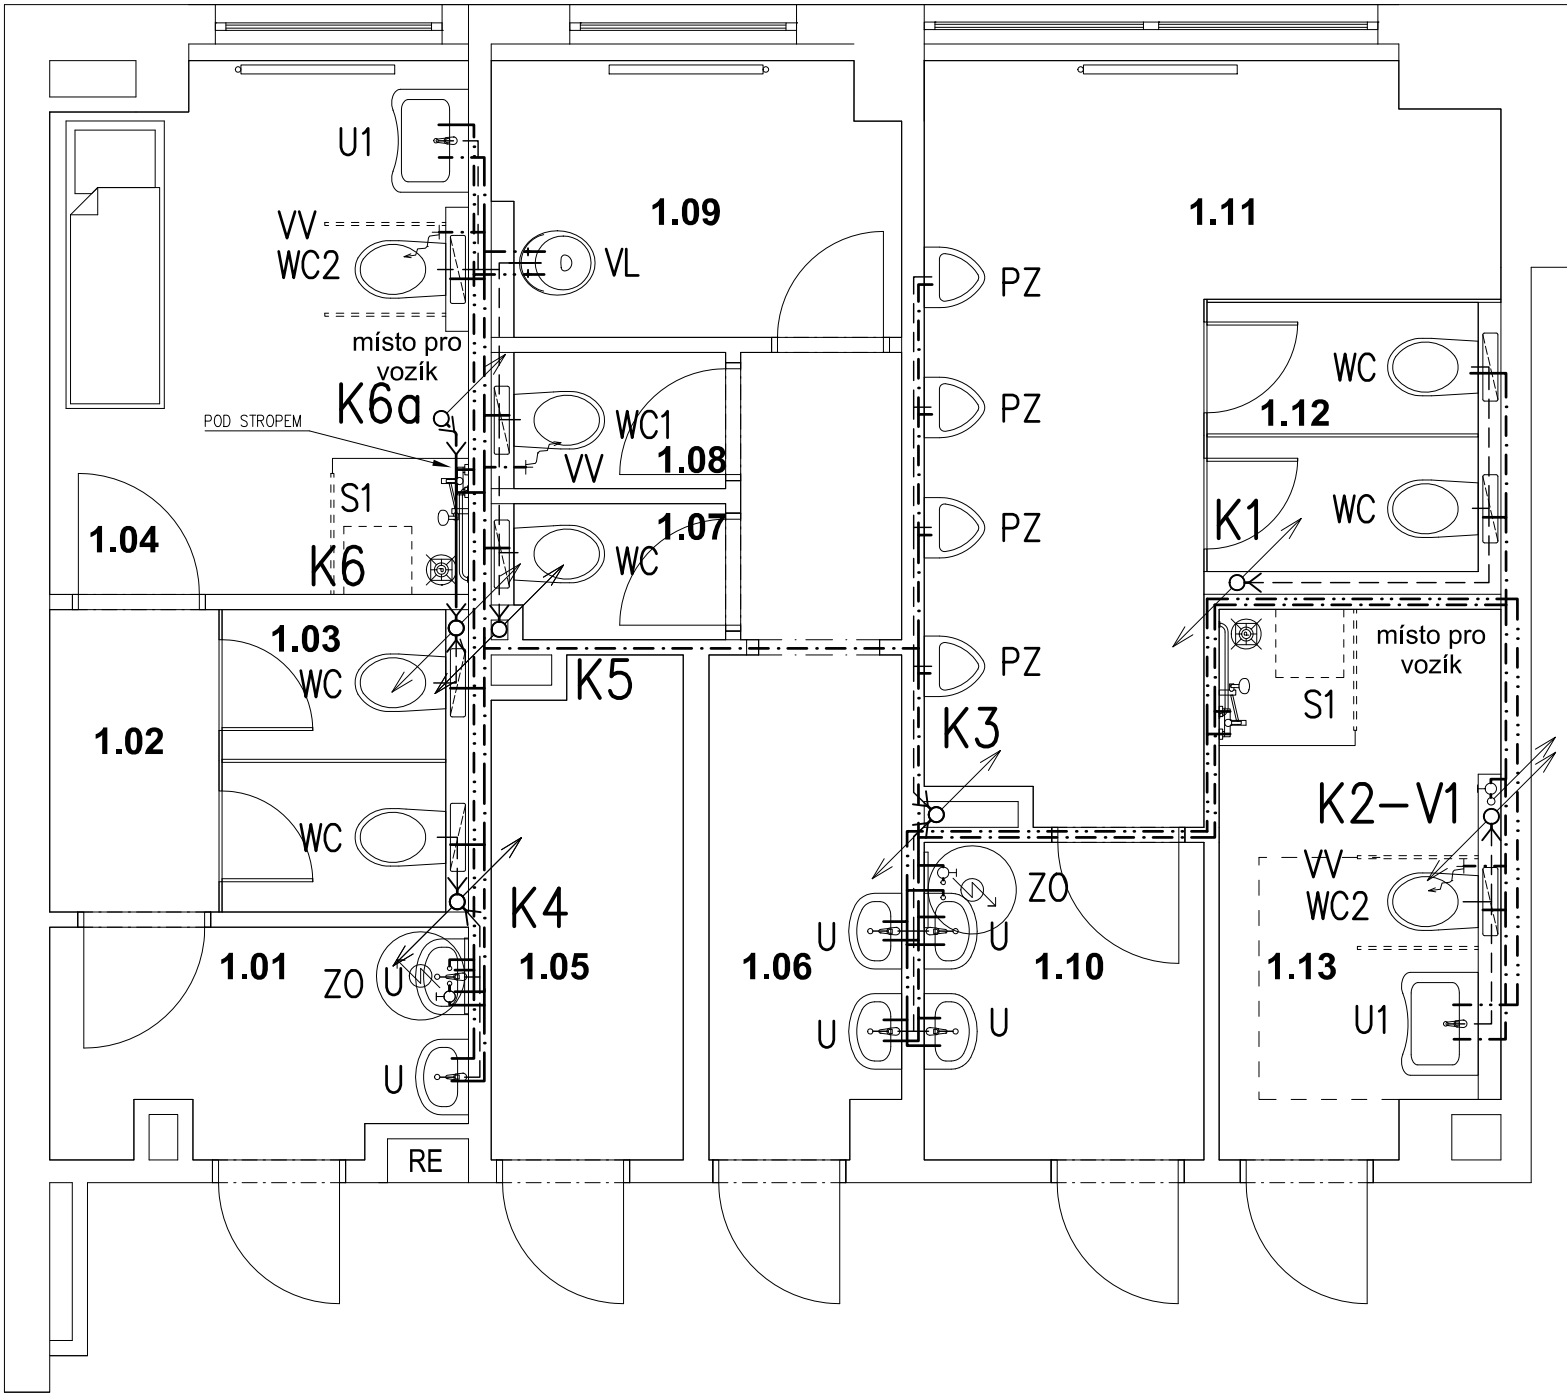 U1
VV
WC2
místo pro
vozík
K6a
POD STROPEM
S1
1.04
K6
1.09
VL
WC1
1.08
VV
1.07
WC
1.11
PZ
PZ
PZ
PZ
WC
1.12
WC
K1
1.03
WC
1.02
K5
WC
K4
1.01
ZO
U
U
RE
1.05
K3
1.06
U
U
ZO
U
U
1.10
místo pro
vozík
S1
K2-V1
VV
WC2
1.13
U1